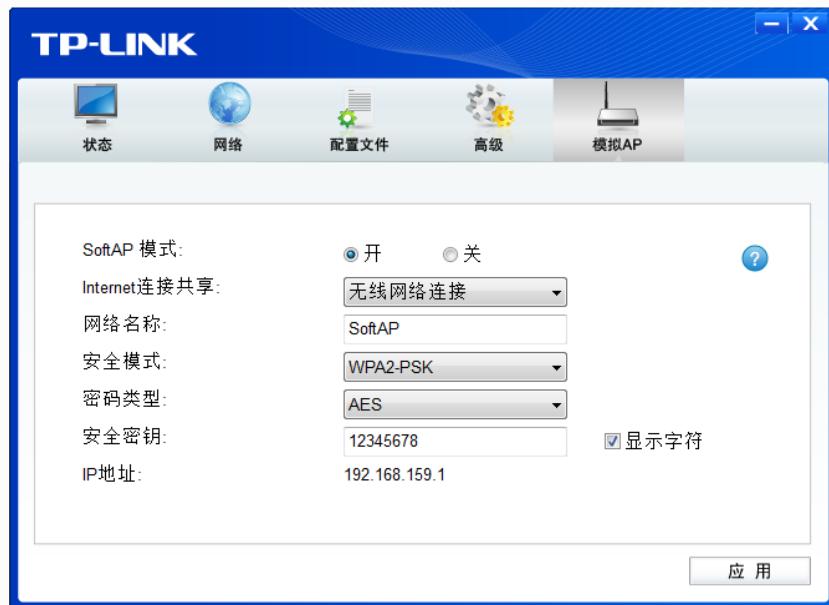 TP-LINK
状态 网络 配置文件 高级 模拟AP
SoftAP 模式: 开 关
Internet连接共享: 无线网络连接
网络名称: SoftAP
安全模式: WPA2-PSK
密码类型: AES
安全密钥: 12345678 显示字符
IP地址: 192.168.159.1
应 用